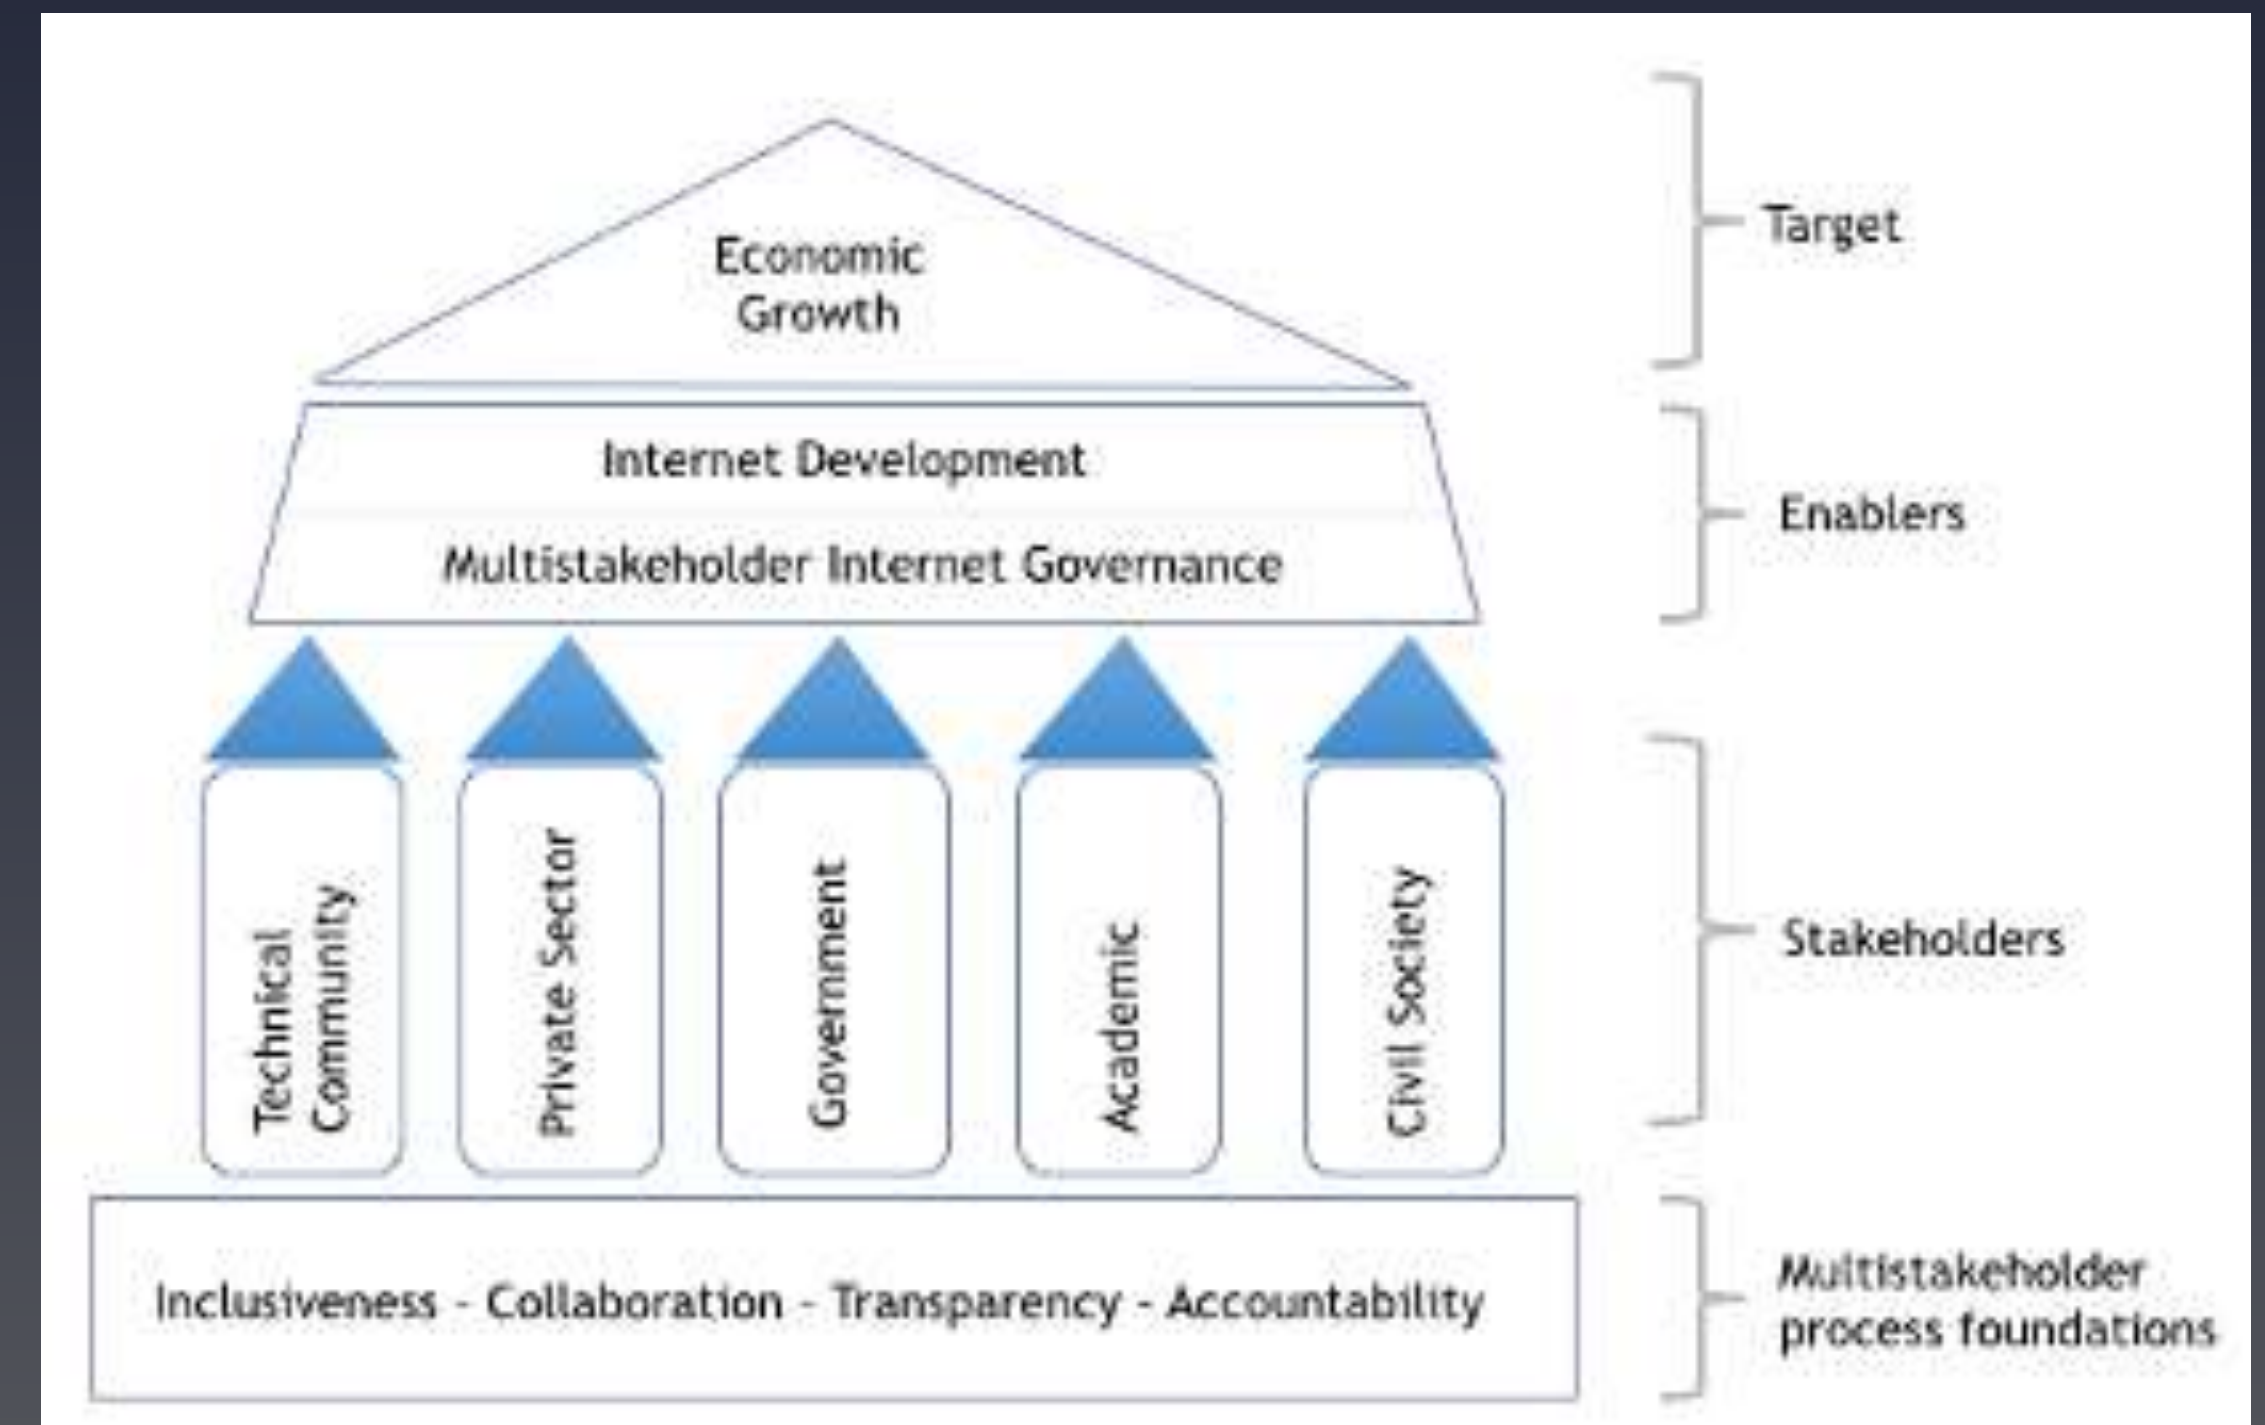 Economic
Growth
Target
Internet Development
Multistakeholder Internet Governance
Enablers
Technical
Community
Private Sector
Government
Academic
Civil Society
Stakeholders
Inclusiveness - Collaboration - Transparency - Accountability
Multistakeholder
process foundations